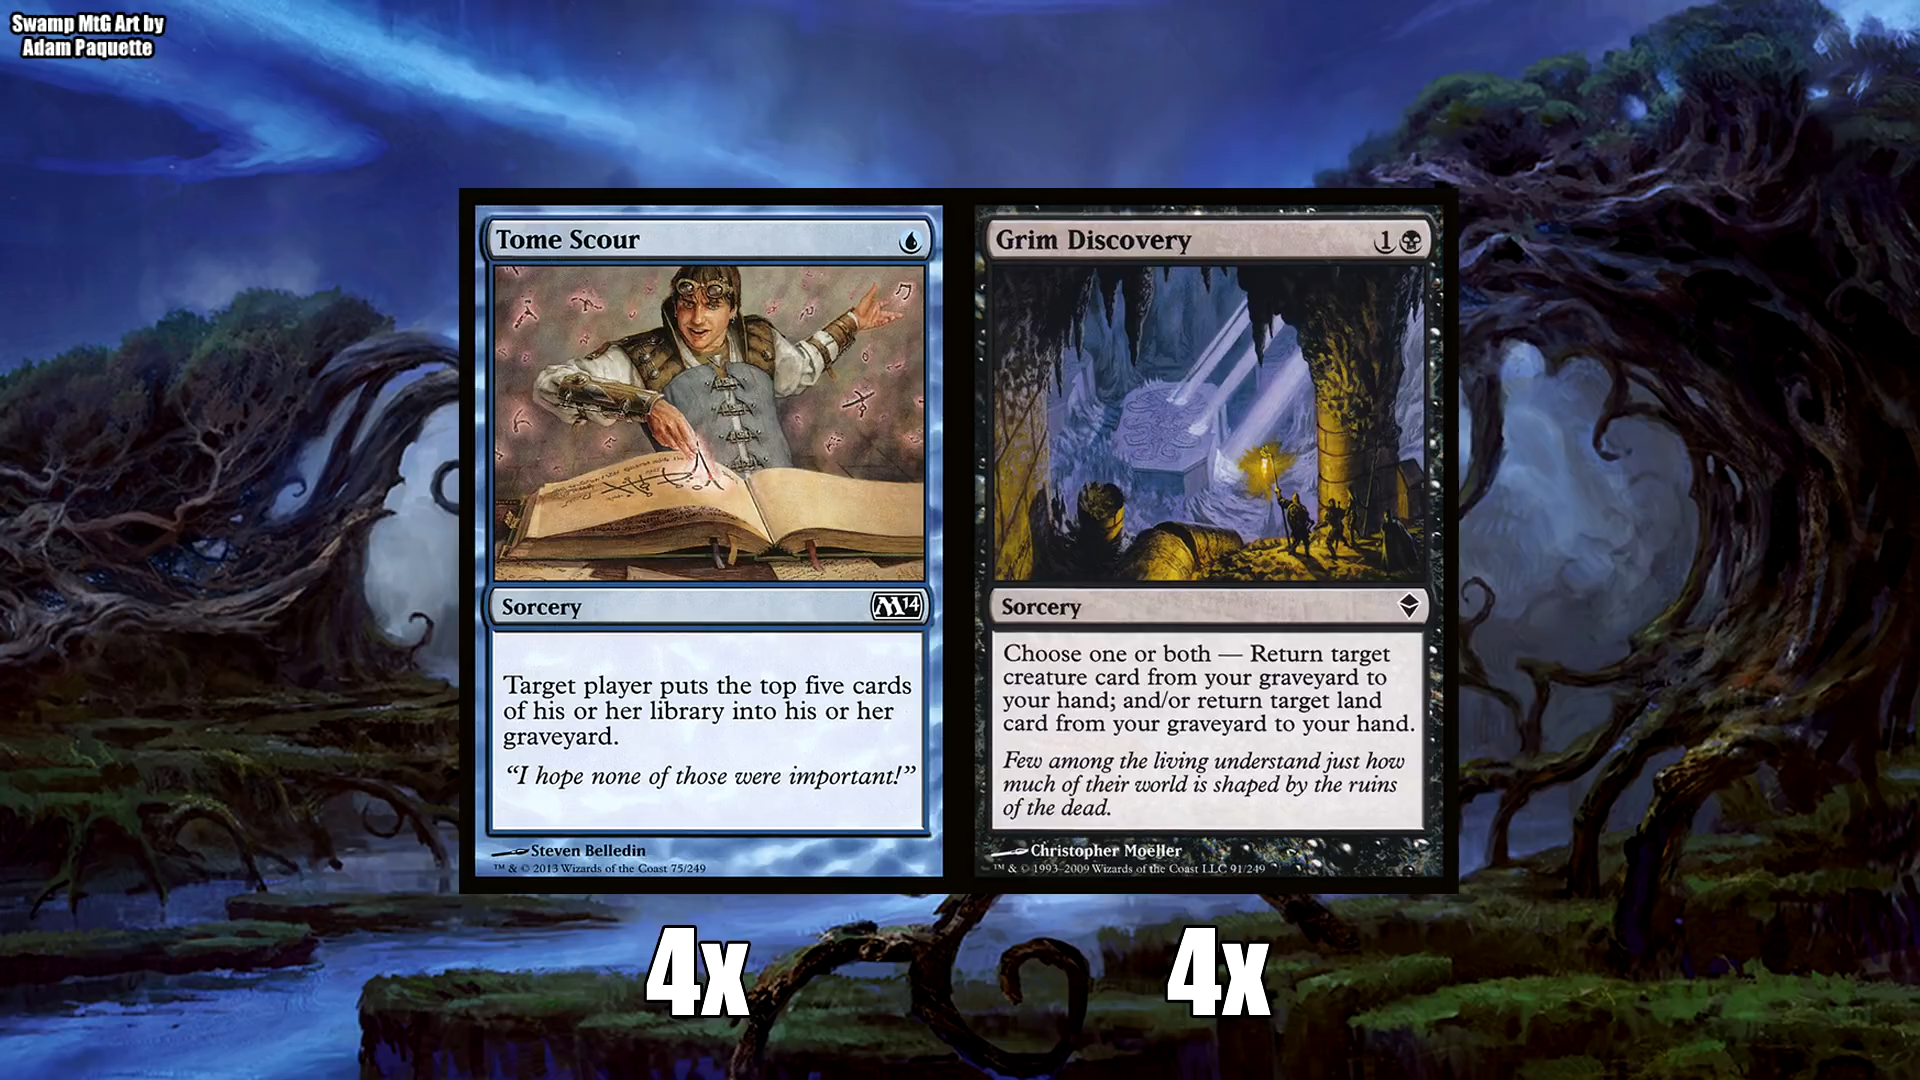 Swamp MtG Art by
Adam Paquette
Tome Scour
Sorcery
M14
Target player puts the top five cards
of his or her library into his or her
graveyard.
“I hope none of those were important!”
Steven Belledin
™ & © 2013 Wizards of the Coast 75/249
Grim Discovery 1
Sorcery
Choose one or both — Return target
creature card from your graveyard to
your hand; and/or return target land
card from your graveyard to your hand.
Few among the living understand just how
much of their world is shaped by the ruins
of the dead.
Christopher Moeller
™ & © 1993–2009 Wizards of the Coast LLC 91/249
4x
4x